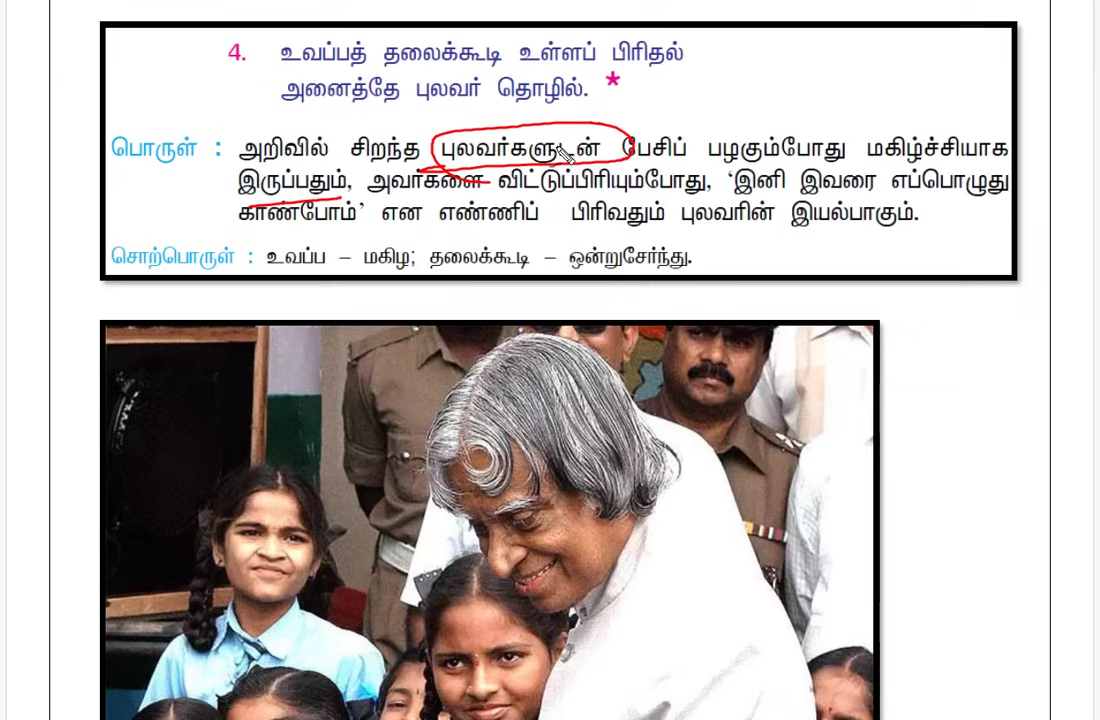 4. உவப்பத் தலைக்கூடி உள்ளப் பிரிதல்
அனைத்தே புலவர் தொழில். *
பொருள் : அறிவில் சிறந்த புலவர்களுடன் பேசிப் பழகும்போது மகிழ்ச்சியாக
இருப்பதும், அவர்களை விட்டுப்பிரியும்போது, ‘இனி இவரை எப்பொழுது
காண்போம்’ என எண்ணிப் பிரிவதும் புலவரின் இயல்பாகும்.
சொற்பொருள் : உவப்ப – மகிழ; தலைக்கூடி – ஒன்றுசேர்ந்து.